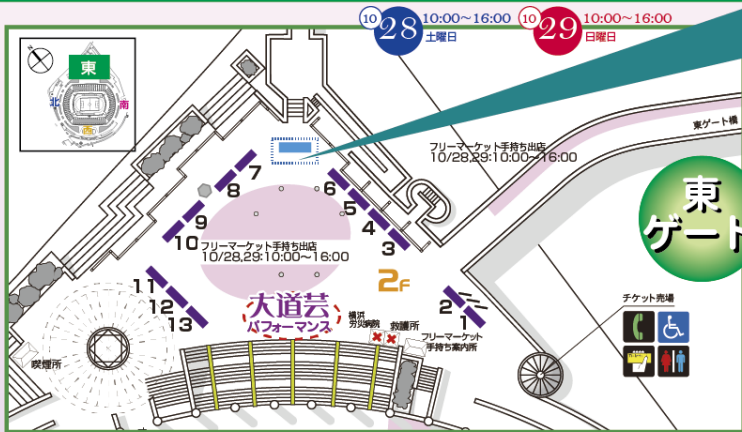 10 28 10:00～16:00
土曜日
10 29 10:00～16:00
日曜日
N
東
北
南
西
フリーマーケット手持ち出店
10/28,29:10:00～16:00
東ゲート橋
東
ゲート
7
8
9
10
6
5
4
3
フリーマーケット手持ち出店
10/28,29:10:00～16:00
2F
11
12
13
2
1
大道芸
パフォーマンス
横浜
労災病院
救護所
フリーマーケット
手持ち案内所
チケット売場
喫煙所